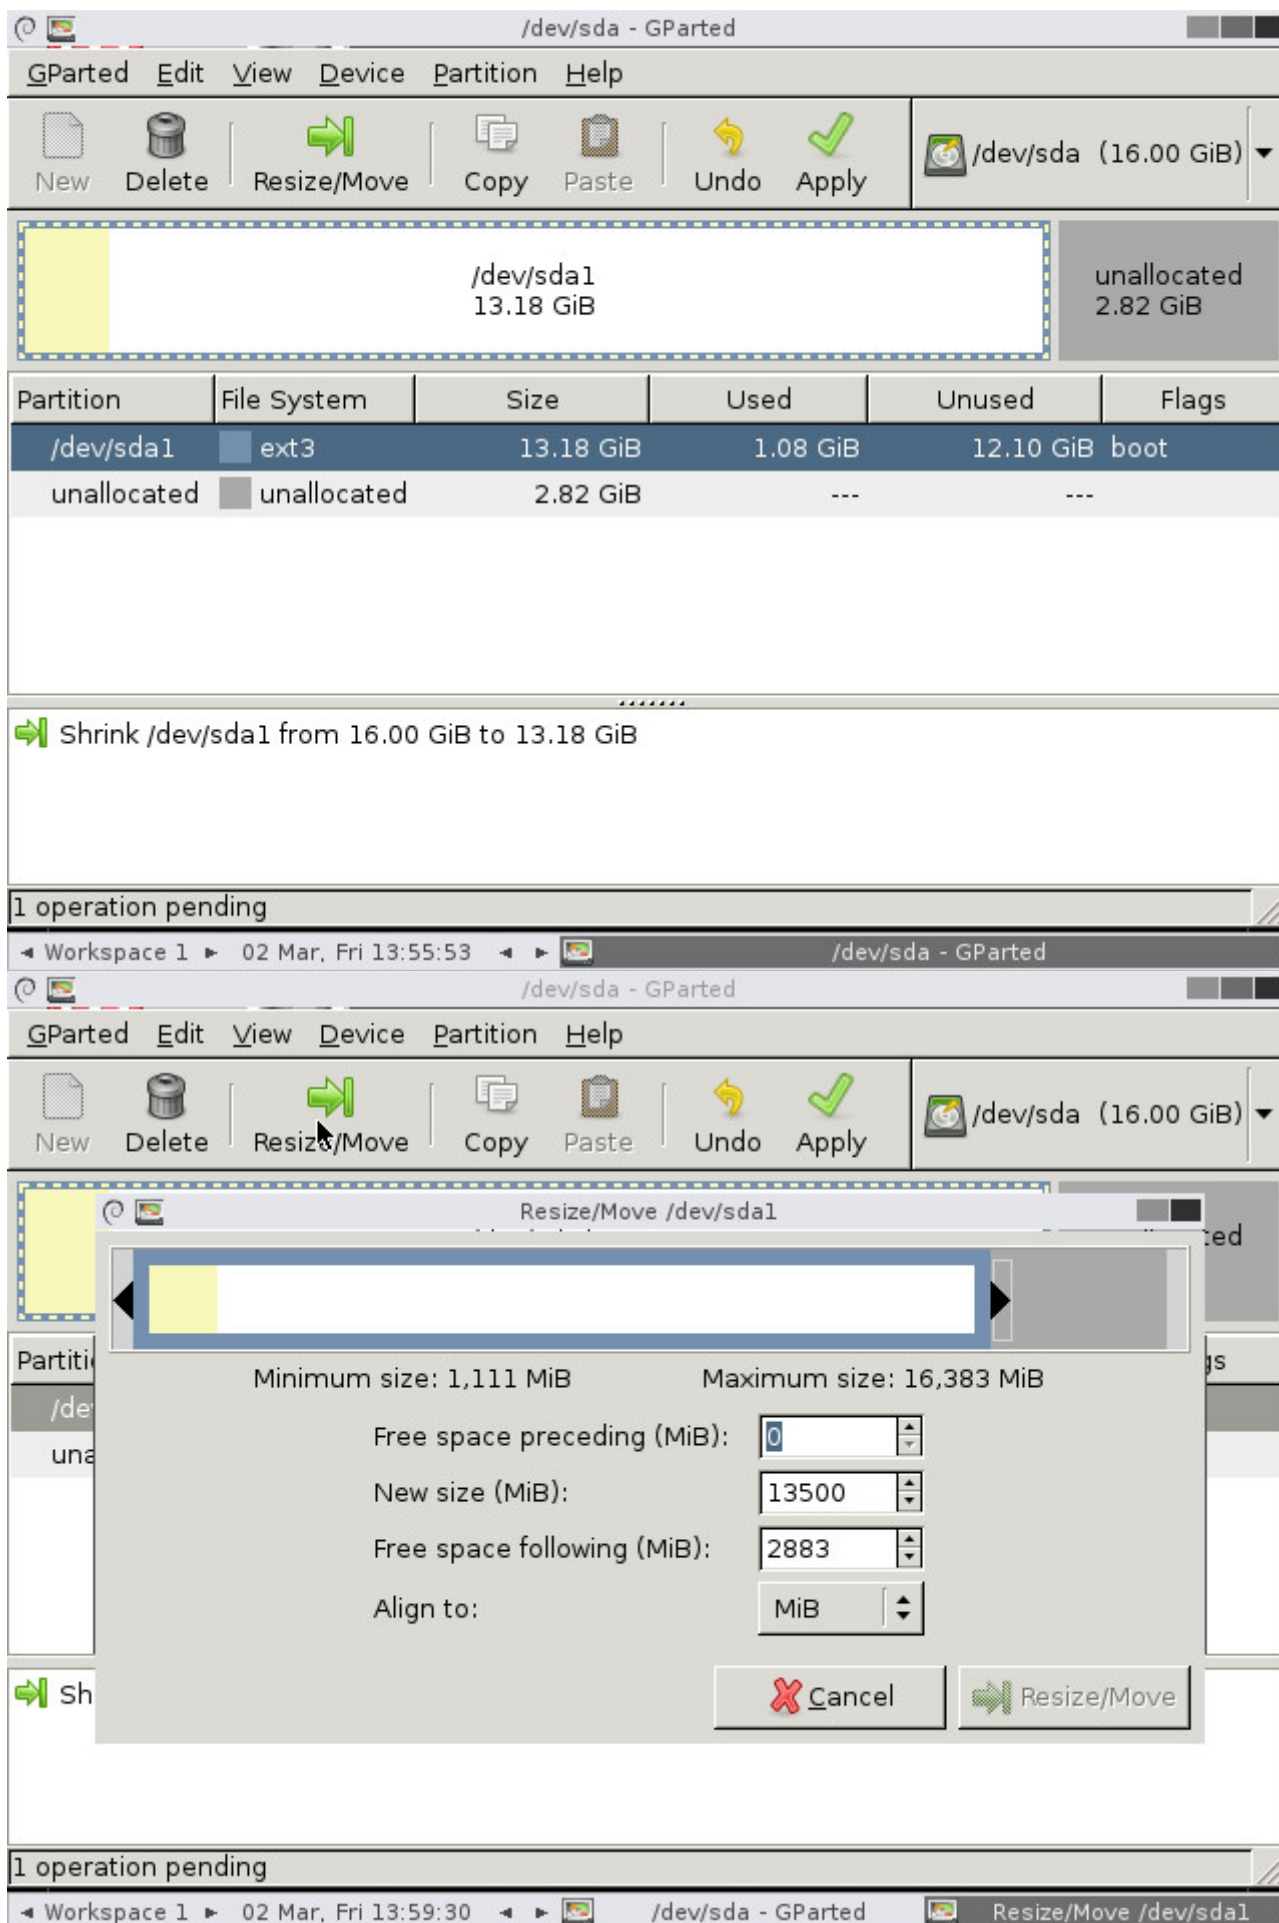 /dev/sda - GParted
GParted Edit View Device Partition Help
New Delete Resize/Move Copy Paste Undo Apply /dev/sda (16.00 GiB)
/dev/sda1
13.18 GiB
unallocated
2.82 GiB
Partition File System Size Used Unused Flags
/dev/sda1 ext3 13.18 GiB 1.08 GiB 12.10 GiB boot
unallocated unallocated 2.82 GiB --- ---
Shrink /dev/sda1 from 16.00 GiB to 13.18 GiB
1 operation pending
Workspace 1 02 Mar, Fri 13:55:53 /dev/sda - GParted
/dev/sda - GParted
GParted Edit View Device Partition Help
New Delete Resize/Move Copy Paste Undo Apply /dev/sda (16.00 GiB)
Resize/Move /dev/sda1
ted
Minimum size: 1,111 MiB Maximum size: 16,383 MiB
Partiti gs
/de
Free space preceding (MiB): 0
una
New size (MiB): 13500
Free space following (MiB): 2883
Align to: MiB
Sh
Cancel Resize/Move
1 operation pending
Workspace 1 02 Mar, Fri 13:59:30 /dev/sda - GParted Resize/Move /dev/sda1